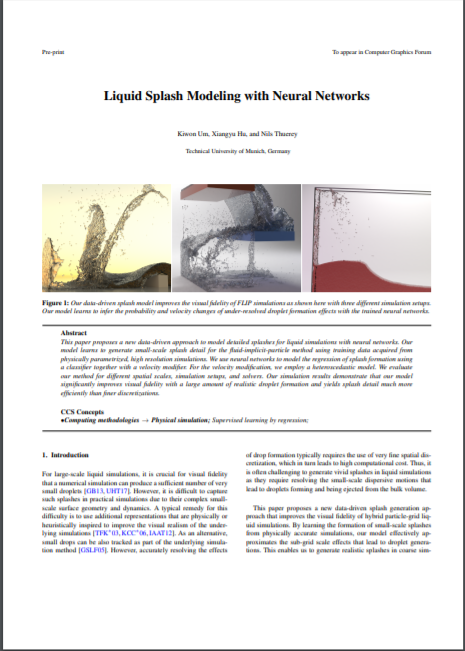 Pre-print
To appear in Computer Graphics Forum
Liquid Splash Modeling with Neural Networks
Kiwon Um, Xiangyu Hu, and Nils Thuerey
Technical University of Munich, Germany
Figure 1: Our data-driven splash model improves the visual fidelity of FLIP simulations as shown here with three different simulation setups.
Our model learns to infer the probability and velocity changes of under-resolved droplet formation effects with the trained neural networks.
Abstract
This paper proposes a new data-driven approach to model detailed splashes for liquid simulations with neural networks. Our
model learns to generate small-scale splash detail for the fluid-implicit-particle method using training data acquired from
physically parametrized, high resolution simulations. We use neural networks to model the regression of splash formation using
a classifier together with a velocity modifier. For the velocity modification, we employ a heteroscedastic model. We evaluate
our method for different spatial scales, simulation setups, and solvers. Our simulation results demonstrate that our model
significantly improves visual fidelity with a large amount of realistic droplet formation and yields splash detail much more
efficiently than finer discretizations.
CCS Concepts
•Computing methodologies → Physical simulation; Supervised learning by regression;
1. Introduction
For large-scale liquid simulations, it is crucial for visual fidelity
that a numerical simulation can produce a sufficient number of very
small droplets [GB13, UHT17]. However, it is difficult to capture
such splashes in practical simulations due to their complex small-
scale surface geometry and dynamics. A typical remedy for this
difficulty is to use additional representations that are physically or
heuristically inspired to improve the visual realism of the under-
lying simulations [TFK*03, KCC*06, IAAT12]. As an alternative,
small drops can be also tracked as part of the underlying simula-
tion method [GSLF05]. However, accurately resolving the effects
of drop formation typically requires the use of very fine spatial dis-
cretization, which in turn leads to high computational cost. Thus, it
is often challenging to generate vivid splashes in liquid simulations
as they require resolving the small-scale dispersive motions that
lead to droplets forming and being ejected from the bulk volume.
This paper proposes a new data-driven splash generation ap-
proach that improves the visual fidelity of hybrid particle-grid liq-
uid simulations. By learning the formation of small-scale splashes
from physically accurate simulations, our model effectively ap-
proximates the sub-grid scale effects that lead to droplet genera-
tions. This enables us to generate realistic splashes in coarse sim-